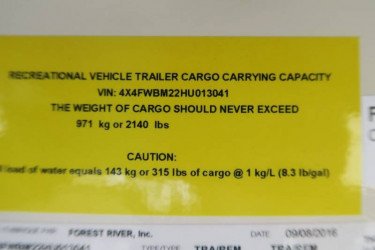 RECREATIONAL VEHICLE TRAILER CARGO CARRYING CAPACITY
VIN: 4X4FWBM22HU013041
THE WEIGHT OF CARGO SHOULD NEVER EXCEED
971 kg or 2140 lbs
CAUTION:
load of water equals 143 kg or 315 lbs of cargo @ 1 kg/L (8.3 lb/gal)
FOREST RIVER, Inc. DATE 09/08/2016
TYPE/TYPE